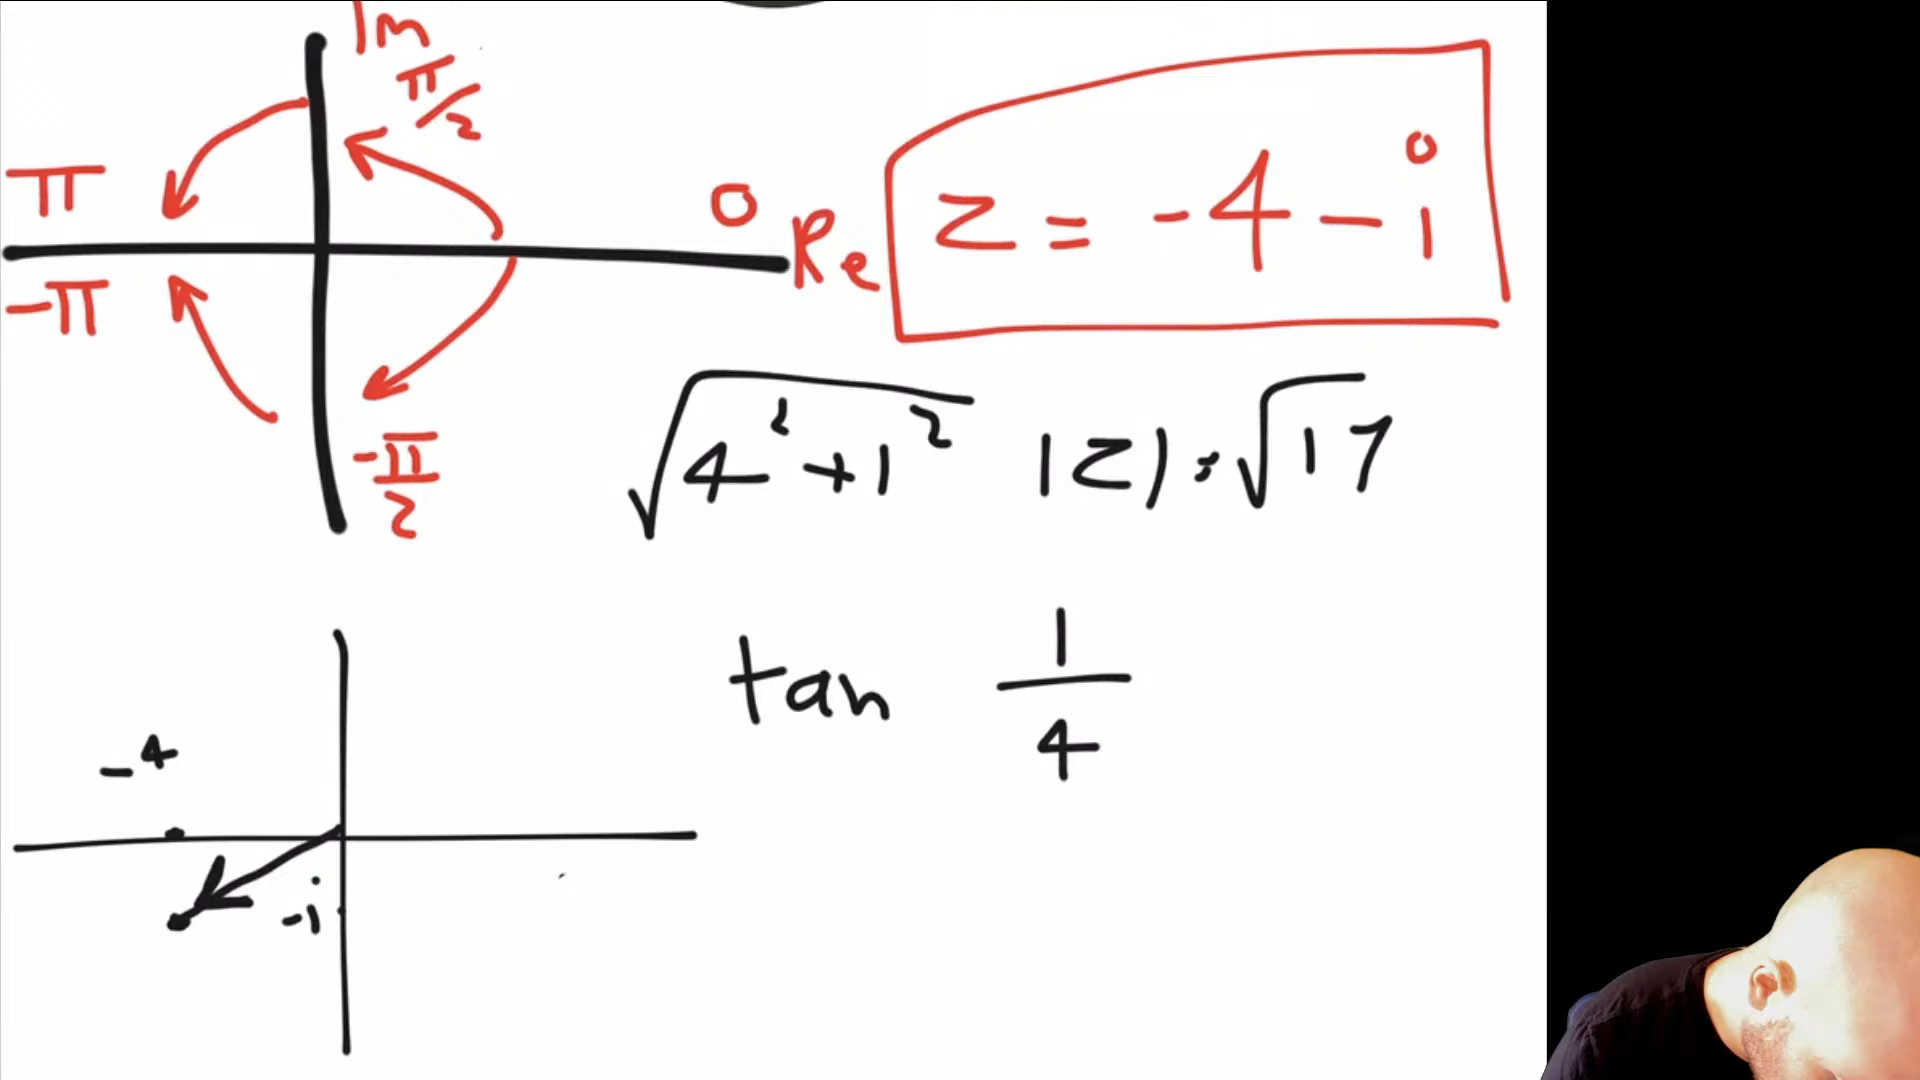 Im
π/2
π
0
Re
-π
-π/2
z = -4 - i
√(4² + 1²) |z| = √17
tan 1/4
-4
-i